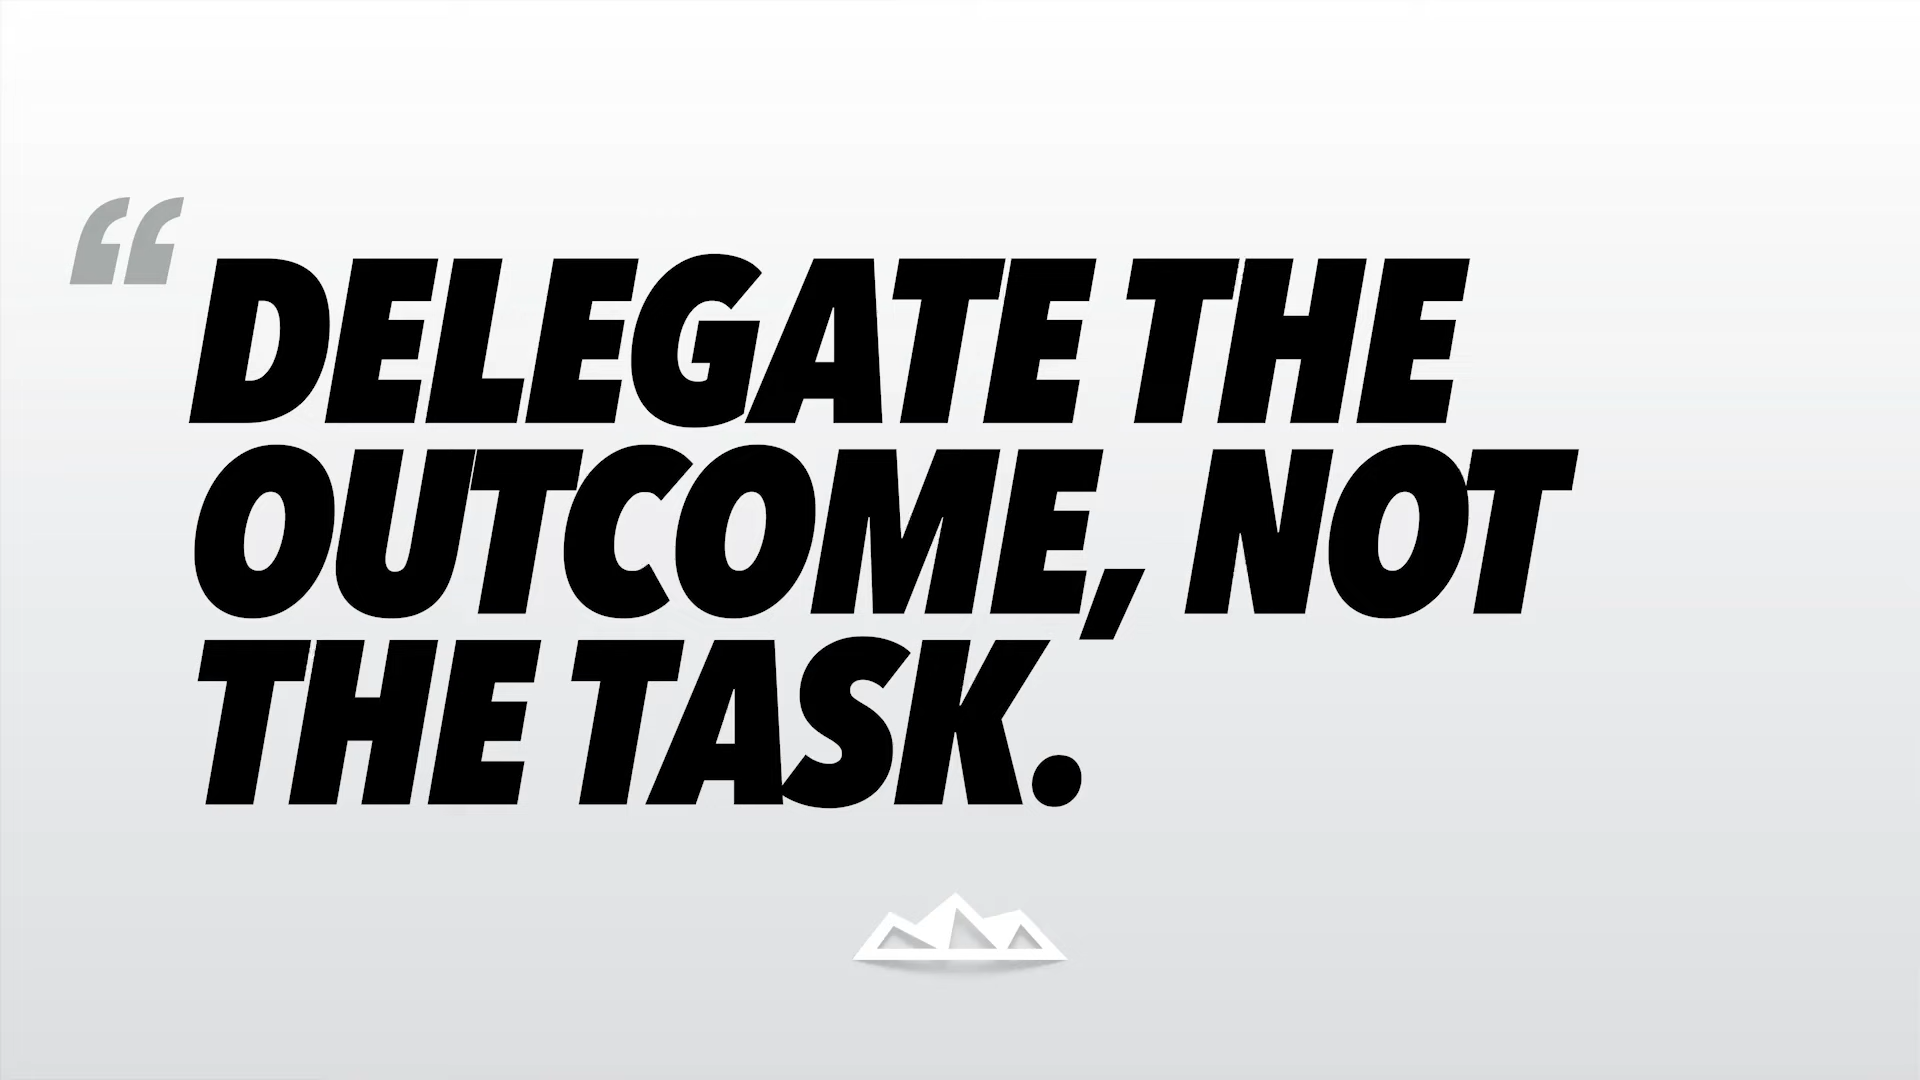 “DELEGATE THE
OUTCOME, NOT
THE TASK.